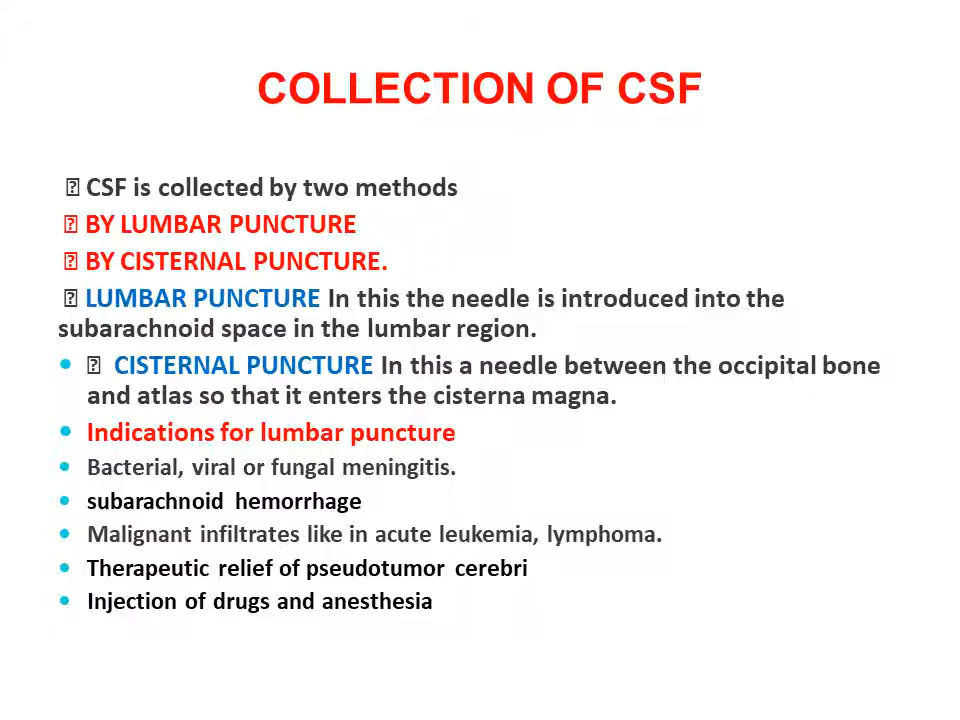 COLLECTION OF CSF
CSF is collected by two methods
BY LUMBAR PUNCTURE
BY CISTERNAL PUNCTURE.
LUMBAR PUNCTURE In this the needle is introduced into the
subarachnoid space in the lumbar region.
CISTERNAL PUNCTURE In this a needle between the occipital bone
and atlas so that it enters the cisterna magna.
Indications for lumbar puncture
Bacterial, viral or fungal meningitis.
subarachnoid hemorrhage
Malignant infiltrates like in acute leukemia, lymphoma.
Therapeutic relief of pseudotumor cerebri
Injection of drugs and anesthesia